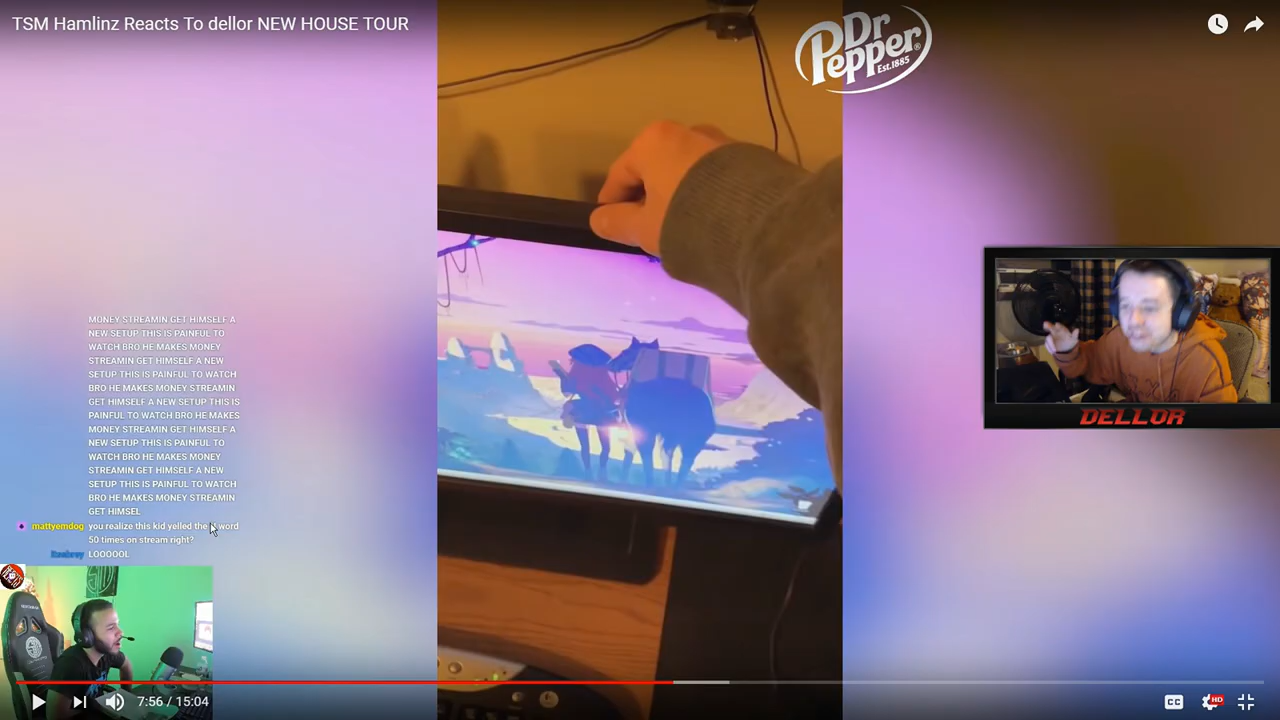 TSM Hamlinz Reacts To dellor NEW HOUSE TOUR
Dr
Pepper
Est.1885
MONEY STREAMIN GET HIMSELF A
NEW SETUP THIS IS PAINFUL TO
WATCH BRO HE MAKES MONEY
STREAMIN GET HIMSELF A NEW
SETUP THIS IS PAINFUL TO WATCH
BRO HE MAKES MONEY STREAMIN
GET HIMSELF A NEW SETUP THIS IS
PAINFUL TO WATCH BRO HE MAKES
MONEY STREAMIN GET HIMSELF A
NEW SETUP THIS IS PAINFUL TO
WATCH BRO HE MAKES MONEY
STREAMIN GET HIMSELF A NEW
SETUP THIS IS PAINFUL TO WATCH
BRO HE MAKES MONEY STREAMIN
GET HIMSEL
DELLOR
mattyemdog you realize this kid yelled the word
50 times on stream right?
LOOOOOL
7:56 / 15:04
CC
HD